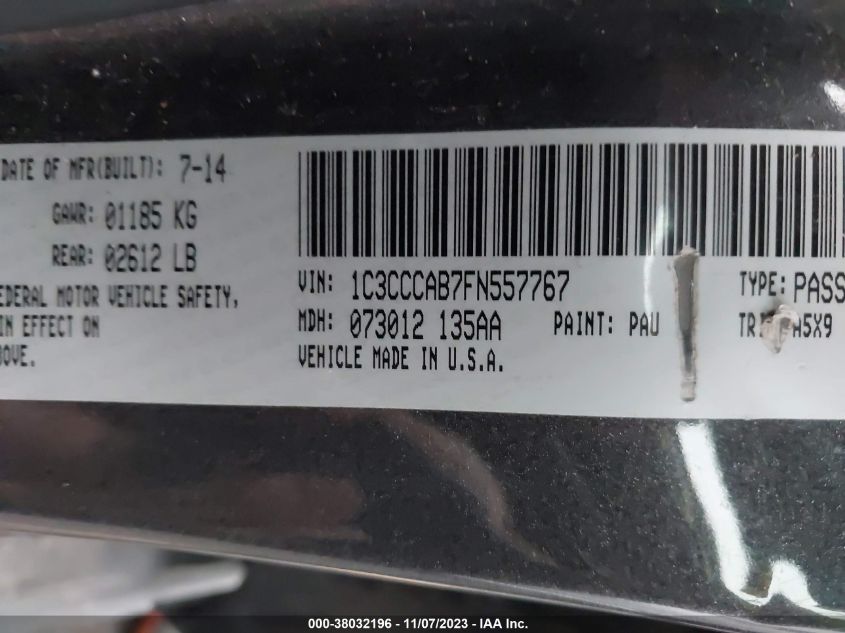 DATE OF MFR(BUILT): 7-14
GAWR: 01185 KG
REAR: 02612 LB
EDERAL MOTOR VEHICLE SAFETY,
IN EFFECT ON
BOVE.
VIN: 1C3CCCAB7FN557767 TYPE: PASS
MDH: 073012 135AA PAINT: PAU A5X9
VEHICLE MADE IN U.S.A.
000-38032196 - 11/07/2023 - IAA Inc.